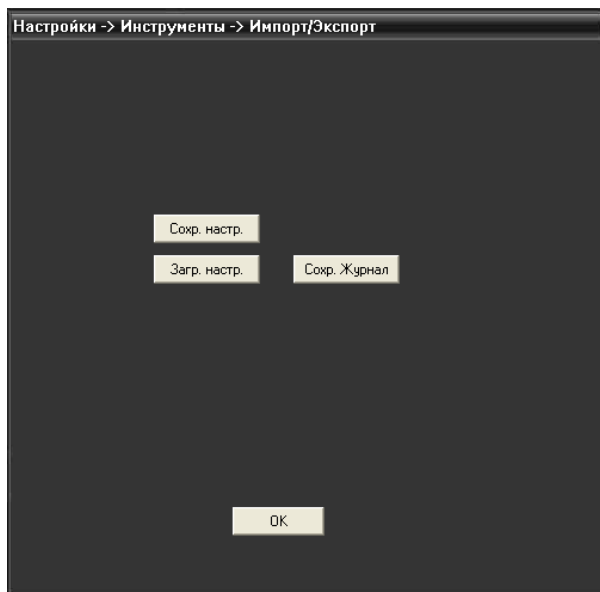 Настройки -> Инструменты -> Импорт/Экспорт
Сохр. настр.
Загр. настр. Сохр. Журнал
OK